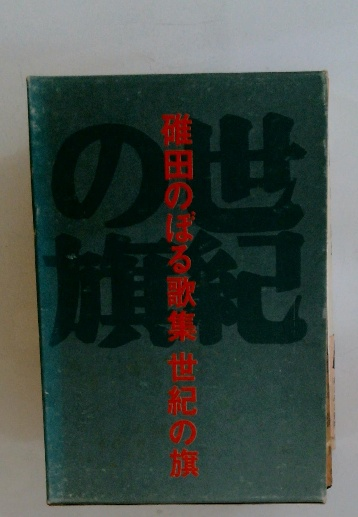 世紀
の旗
碓田のぼる歌集 世紀の旗